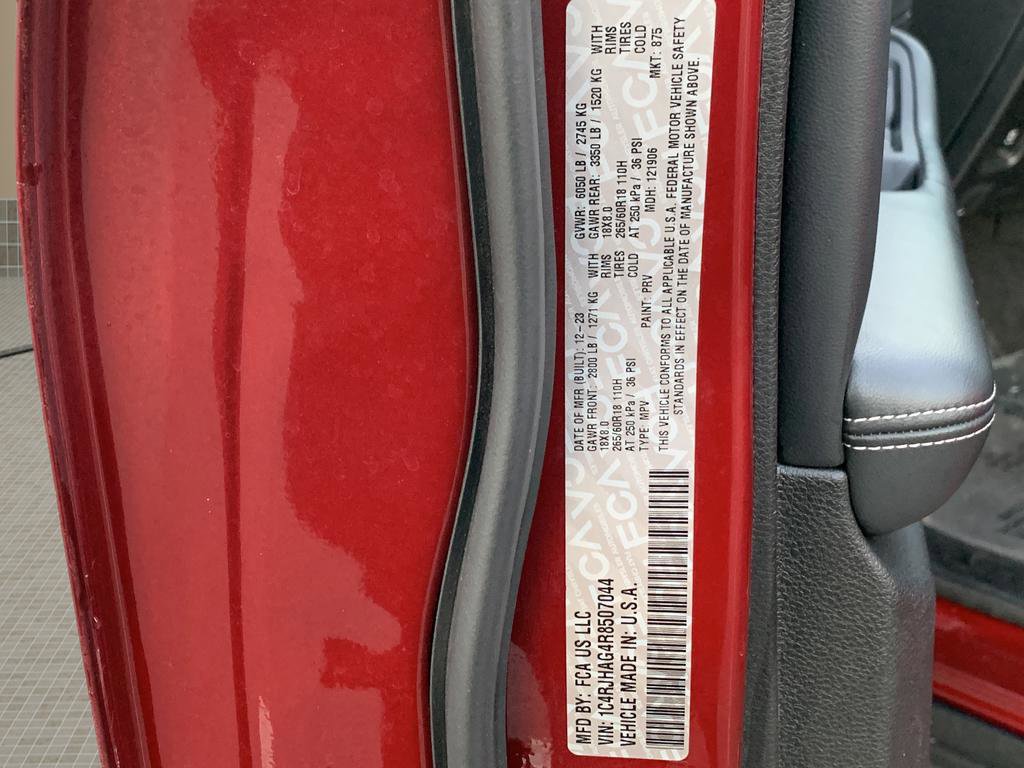 MFD BY: FCA US LLC
VIN: 1C4RJHAG4R8507044
VEHICLE MADE IN: U.S.A.
DATE OF MFR (BUILT): 12-23 GVWR: 6050 LB / 2745 KG
GAWR FRONT: 2800 LB / 1271 KG WITH GAWR REAR: 3350 LB / 1520 KG WITH
18X8.0 RIMS 18X8.0 RIMS
265/60R18 110H TIRES 265/60R18 110H TIRES
AT 250 kPa / 36 PSI COLD AT 250 kPa / 36 PSI COLD
TYPE: MPV PAINT: PRV MDH: 121906 MKT: 875
THIS VEHICLE CONFORMS TO ALL APPLICABLE U.S.A. FEDERAL MOTOR VEHICLE SAFETY
STANDARDS IN EFFECT ON THE DATE OF MANUFACTURE SHOWN ABOVE.